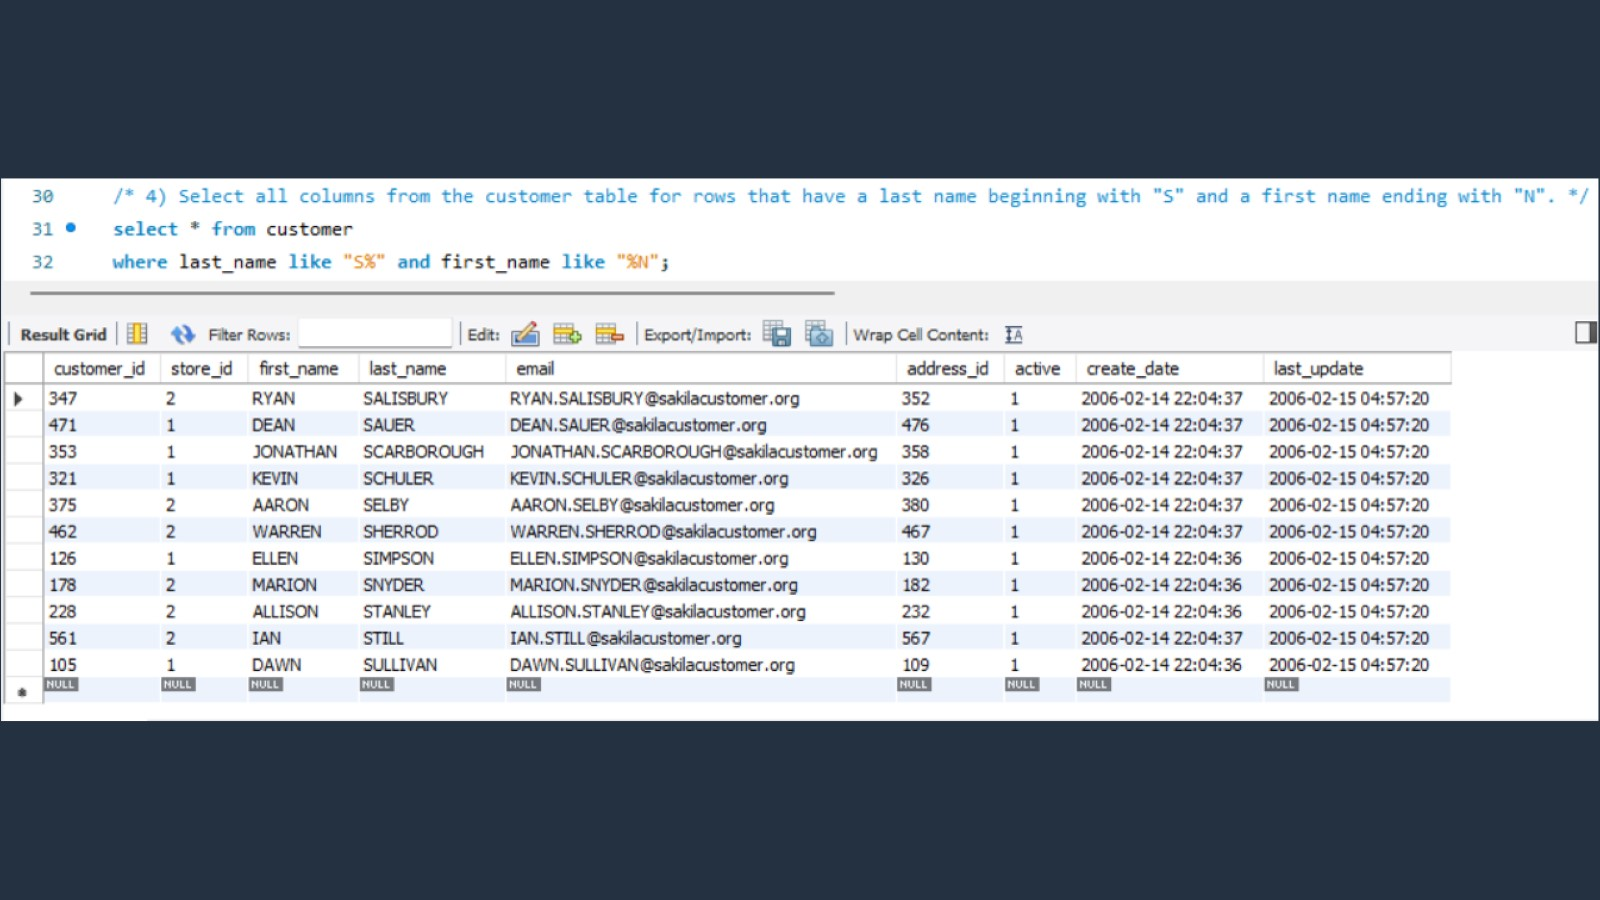 30 /* 4) Select all columns from the customer table for rows that have a last name beginning with "S" and a first name ending with "N". */
31 select * from customer
32 where last_name like "S%" and first_name like "%N";
Result Grid Filter Rows: Edit: Export/Import: Wrap Cell Content: IA
customer_id store_id first_name last_name email address_id active create_date last_update
347 2 RYAN SALISBURY RYAN.SALISBURY@sakilacustomer.org 352 1 2006-02-14 22:04:37 2006-02-15 04:57:20
471 1 DEAN SAUER DEAN.SAUER@sakilacustomer.org 476 1 2006-02-14 22:04:37 2006-02-15 04:57:20
353 1 JONATHAN SCARBOROUGH JONATHAN.SCARBOROUGH@sakilacustomer.org 358 1 2006-02-14 22:04:37 2006-02-15 04:57:20
321 1 KEVIN SCHULER KEVIN.SCHULER@sakilacustomer.org 326 1 2006-02-14 22:04:37 2006-02-15 04:57:20
375 2 AARON SELBY AARON.SELBY@sakilacustomer.org 380 1 2006-02-14 22:04:37 2006-02-15 04:57:20
462 2 WARREN SHERROD WARREN.SHERROD@sakilacustomer.org 467 1 2006-02-14 22:04:37 2006-02-15 04:57:20
126 1 ELLEN SIMPSON ELLEN.SIMPSON@sakilacustomer.org 130 1 2006-02-14 22:04:36 2006-02-15 04:57:20
178 2 MARION SNYDER MARION.SNYDER@sakilacustomer.org 182 1 2006-02-14 22:04:36 2006-02-15 04:57:20
228 2 ALLISON STANLEY ALLISON.STANLEY@sakilacustomer.org 232 1 2006-02-14 22:04:36 2006-02-15 04:57:20
561 2 IAN STILL IAN.STILL@sakilacustomer.org 567 1 2006-02-14 22:04:37 2006-02-15 04:57:20
105 1 DAWN SULLIVAN DAWN.SULLIVAN@sakilacustomer.org 109 1 2006-02-14 22:04:36 2006-02-15 04:57:20
NULL NULL NULL NULL NULL NULL NULL NULL NULL